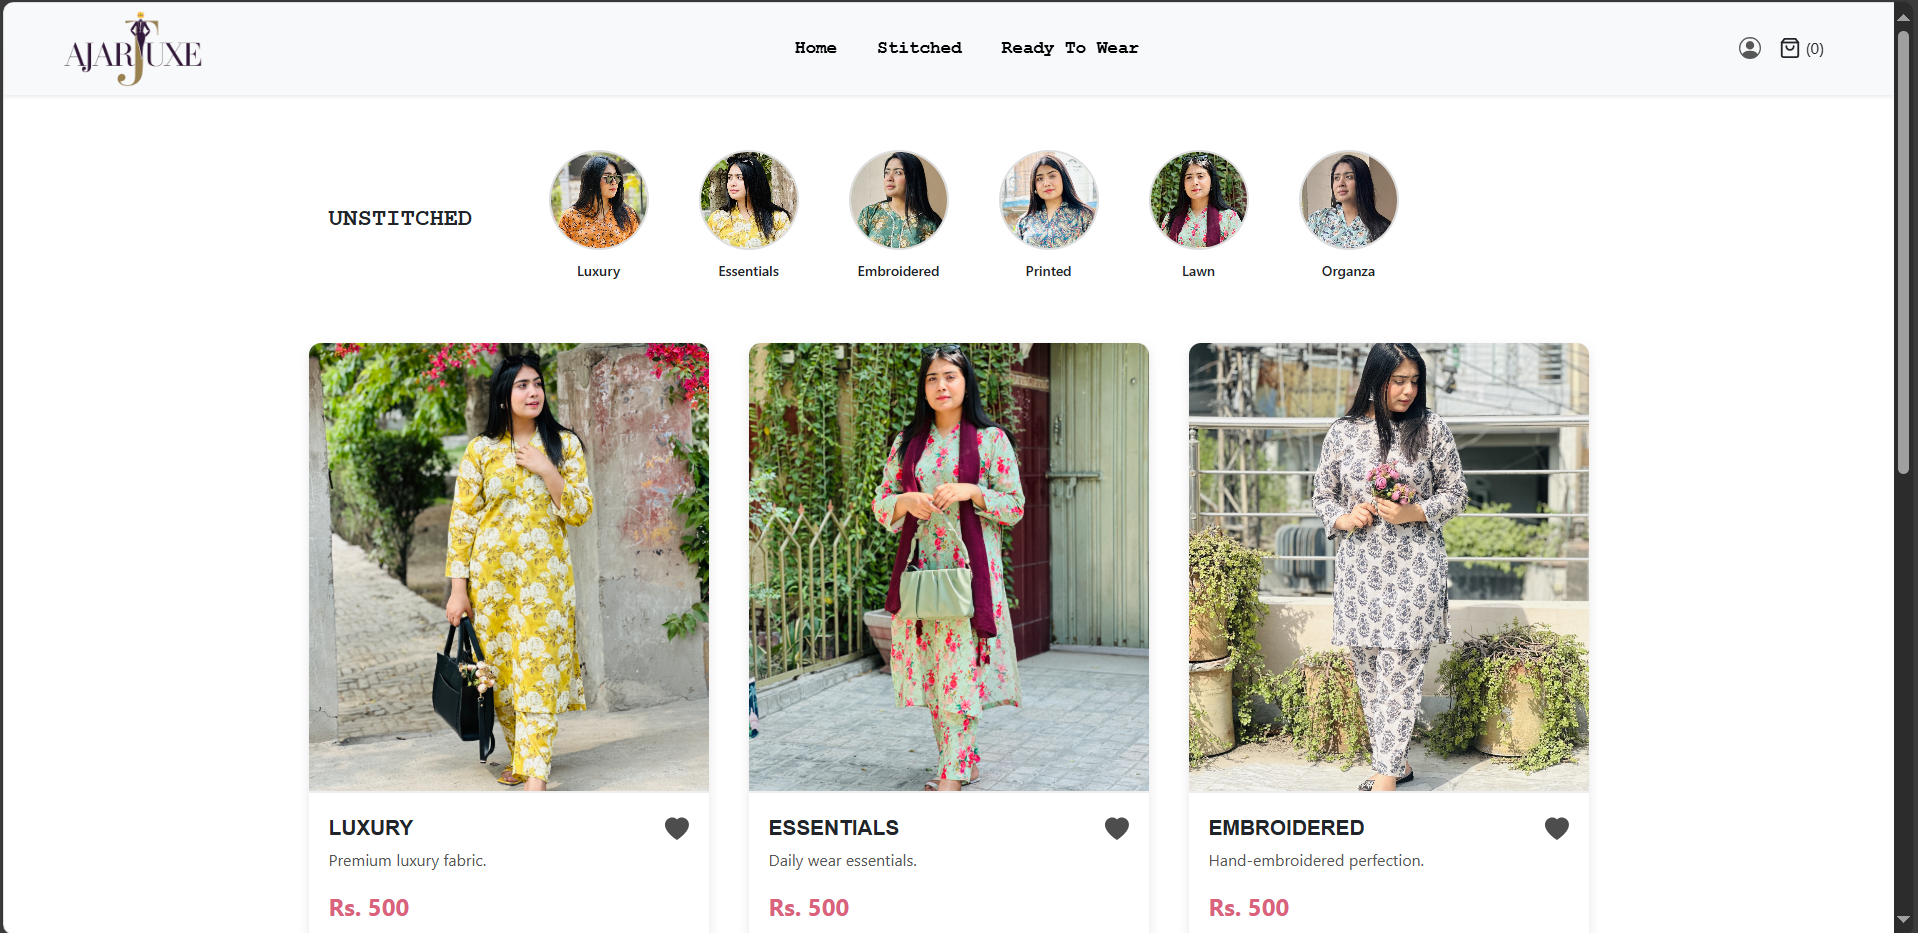 AJARLUXE
Home Stitched Ready To Wear (0)
UNSTITCHED
Luxury Essentials Embroidered Printed Lawn Organza
LUXURY
Premium luxury fabric.
Rs. 500
ESSENTIALS
Daily wear essentials.
Rs. 500
EMBROIDERED
Hand-embroidered perfection.
Rs. 500